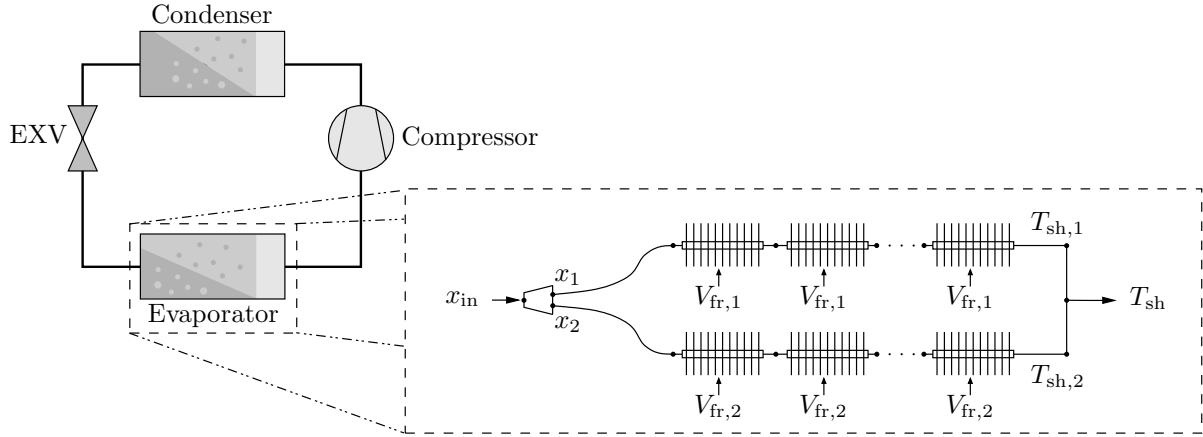 Condenser
EXV
Compressor
Evaporator
x_in
x_1
x_2
V_fr,1
V_fr,1
V_fr,1
T_sh,1
T_sh
V_fr,2
V_fr,2
V_fr,2
T_sh,2